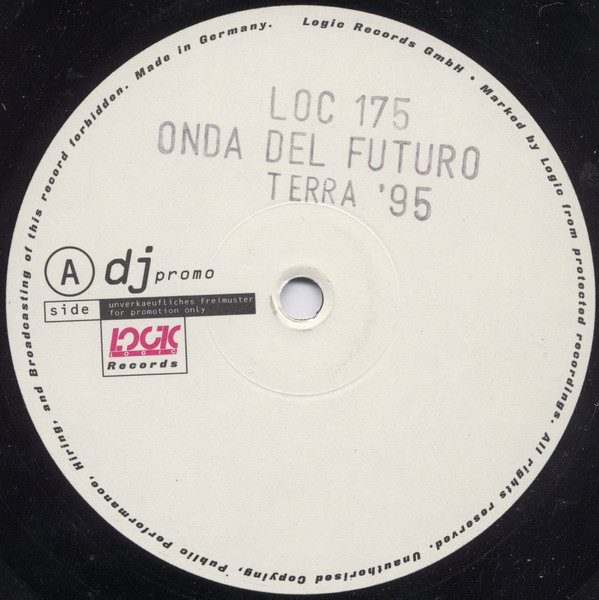 LOC 175
ONDA DEL FUTURO
TERRA '95
A dj promo
side unverkaeufliches Freimuster
for promotion only
LOGIC
LOGIC
Records
Logic Records GmbH • Marked by Logic from protected recordings. All rights reserved. Unauthorised Copying, Public Performance, Hiring, and Broadcasting of this record forbidden. Made in Germany.